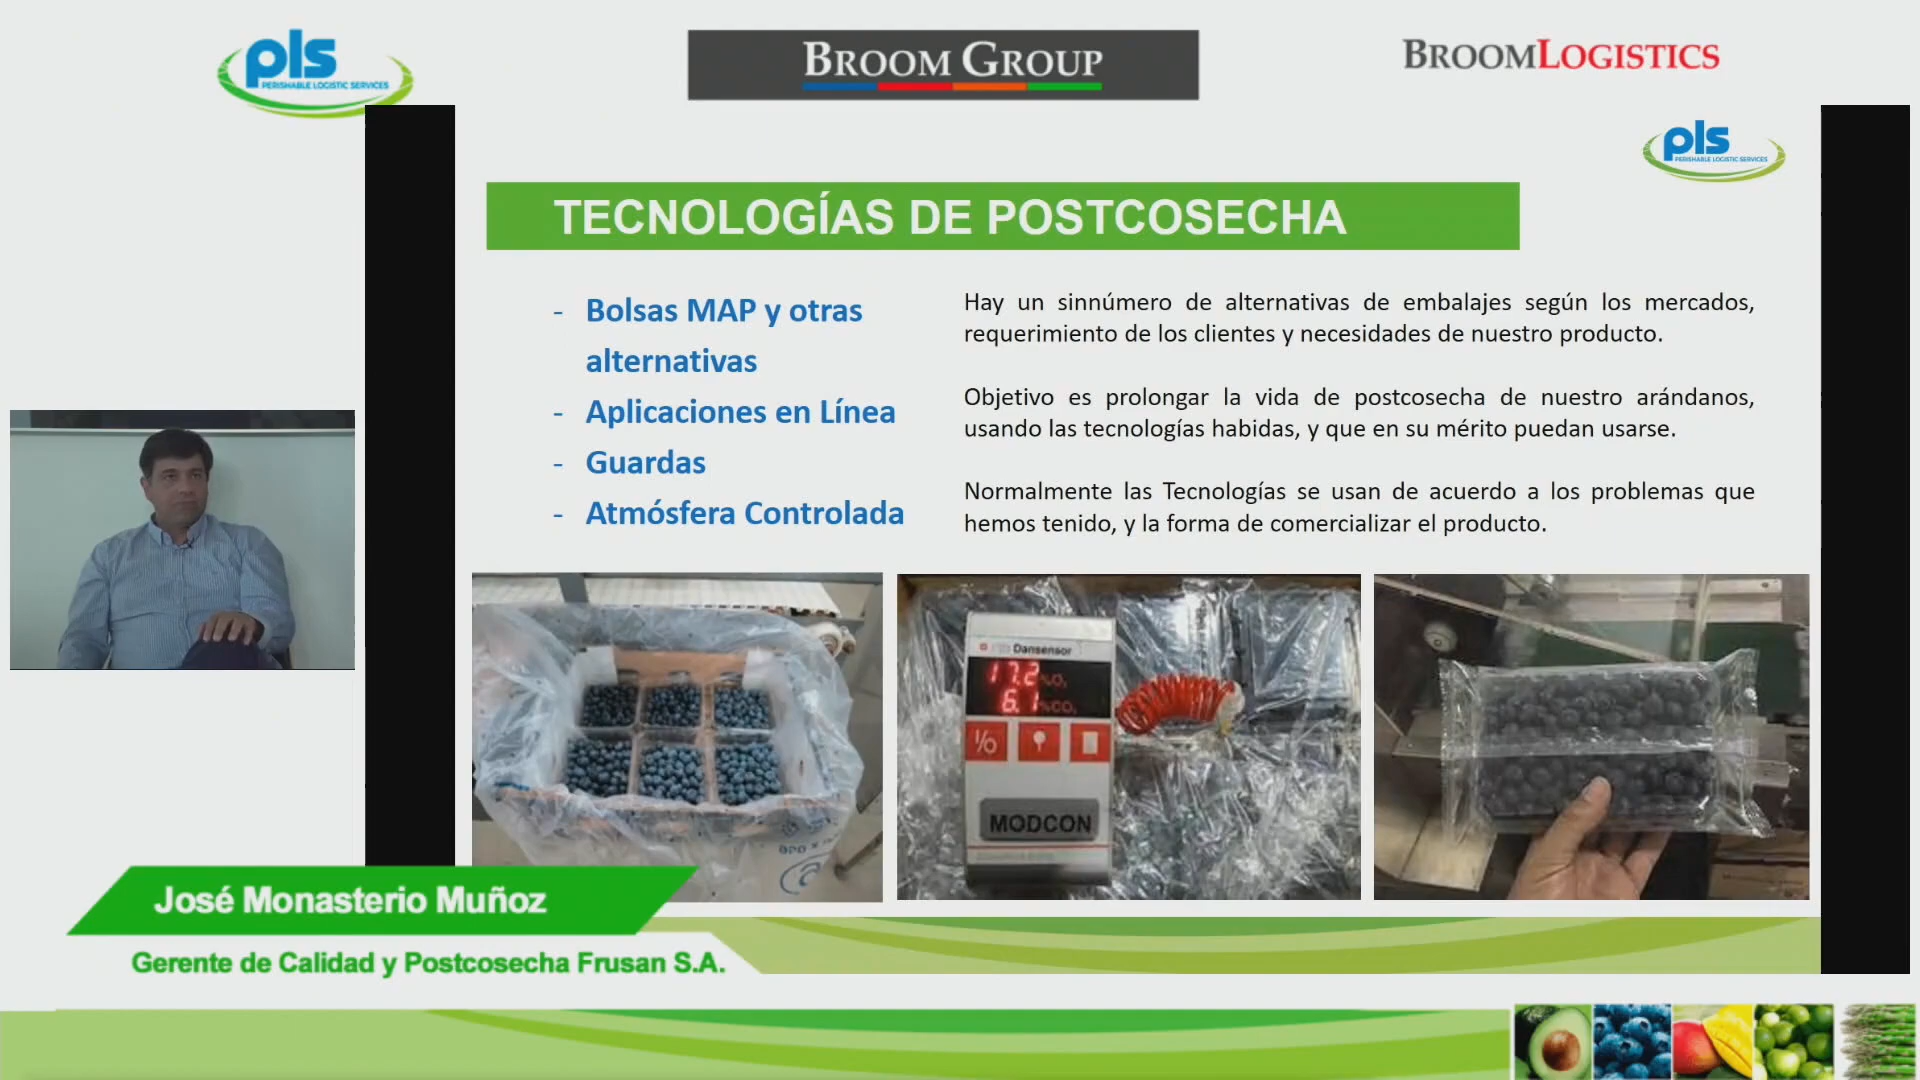 pls
PERISHABLE LOGISTIC SERVICES
BROOM GROUP
BROOMLOGISTICS
pls
PERISHABLE LOGISTIC SERVICES
TECNOLOGÍAS DE POSTCOSECHA
- Bolsas MAP y otras
alternativas
- Aplicaciones en Línea
- Guardas
- Atmósfera Controlada
Hay un sinnúmero de alternativas de embalajes según los mercados,
requerimiento de los clientes y necesidades de nuestro producto.
Objetivo es prolongar la vida de postcosecha de nuestro arándanos,
usando las tecnologías habidas, y que en su mérito puedan usarse.
Normalmente las Tecnologías se usan de acuerdo a los problemas que
hemos tenido, y la forma de comercializar el producto.
Dansensor
17.2 %O₂
6.1 %CO₂
I/O
MODCON
José Monasterio Muñoz
Gerente de Calidad y Postcosecha Frusan S.A.